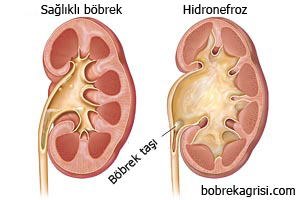 Sağlıklı böbrek
Hidronefroz
Böbrek taşı
bobrekagrisi.com